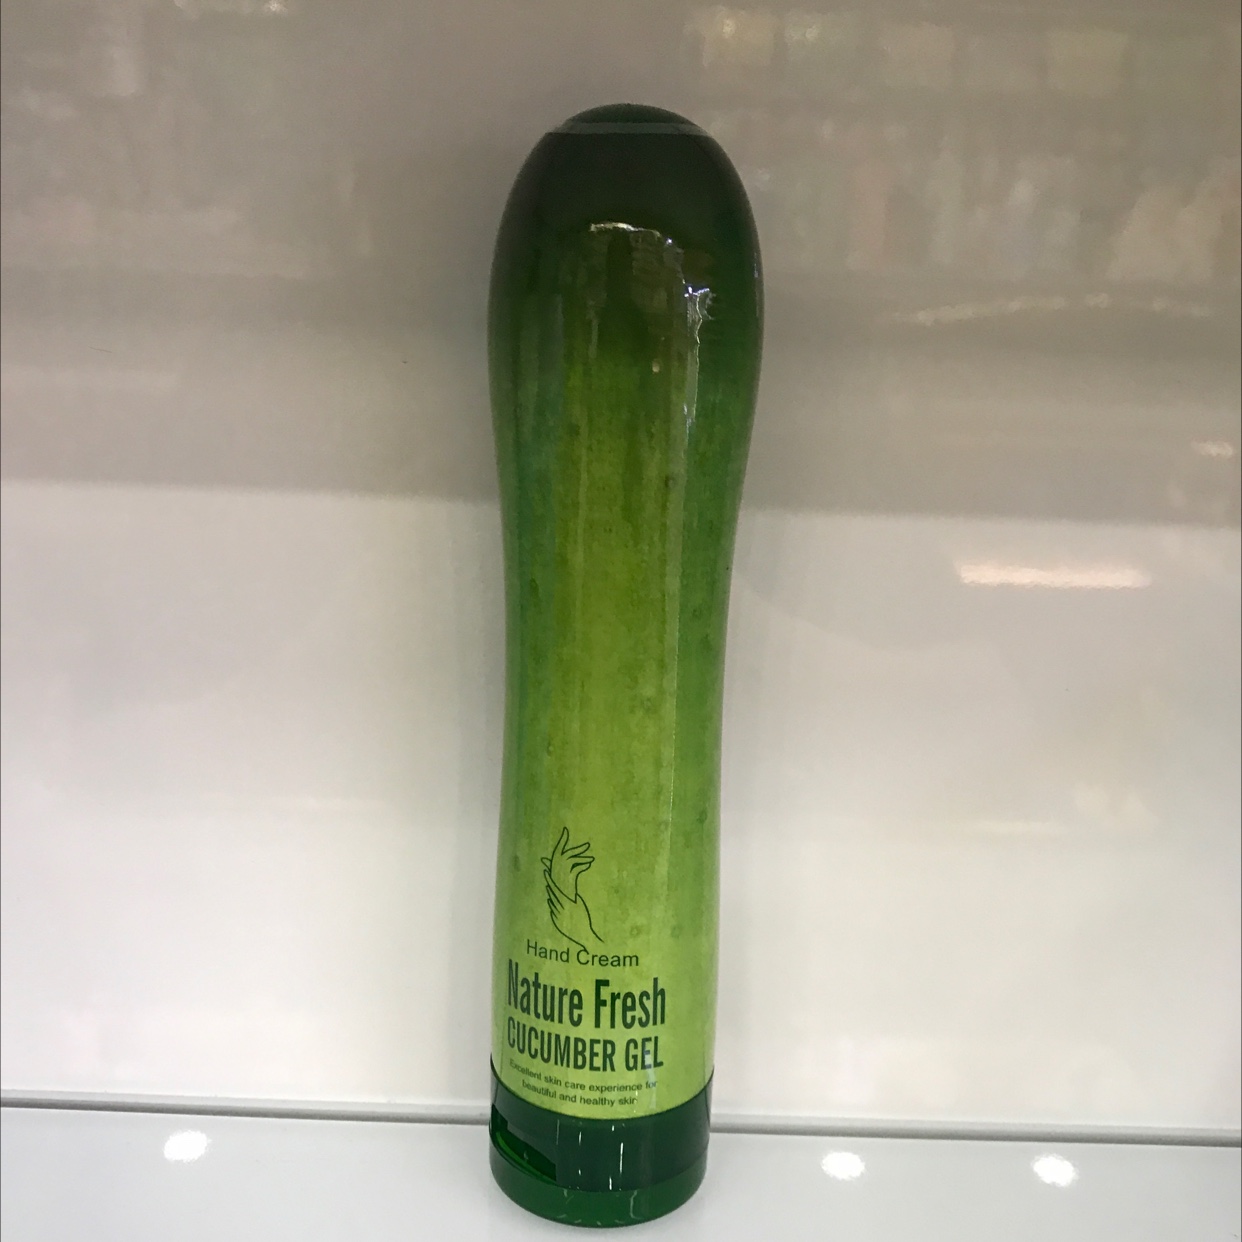 Hand Cream
Nature Fresh
CUCUMBER GEL
Excellent skin care experience for
beautiful and healthy skin